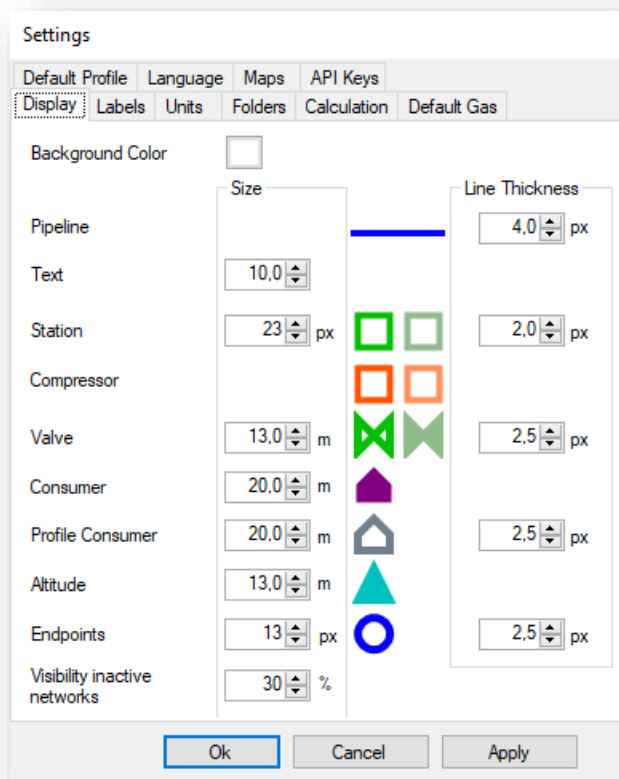 Settings
Default Profile Language Maps API Keys
Display Labels Units Folders Calculation Default Gas
Background Color
Size Line Thickness
Pipeline 4,0 px
Text 10,0
Station 23 px 2,0 px
Compressor
Valve 13,0 m 2,5 px
Consumer 20,0 m
Profile Consumer 20,0 m 2,5 px
Altitude 13,0 m
Endpoints 13 px 2,5 px
Visibility inactive
networks 30 %
Ok Cancel Apply